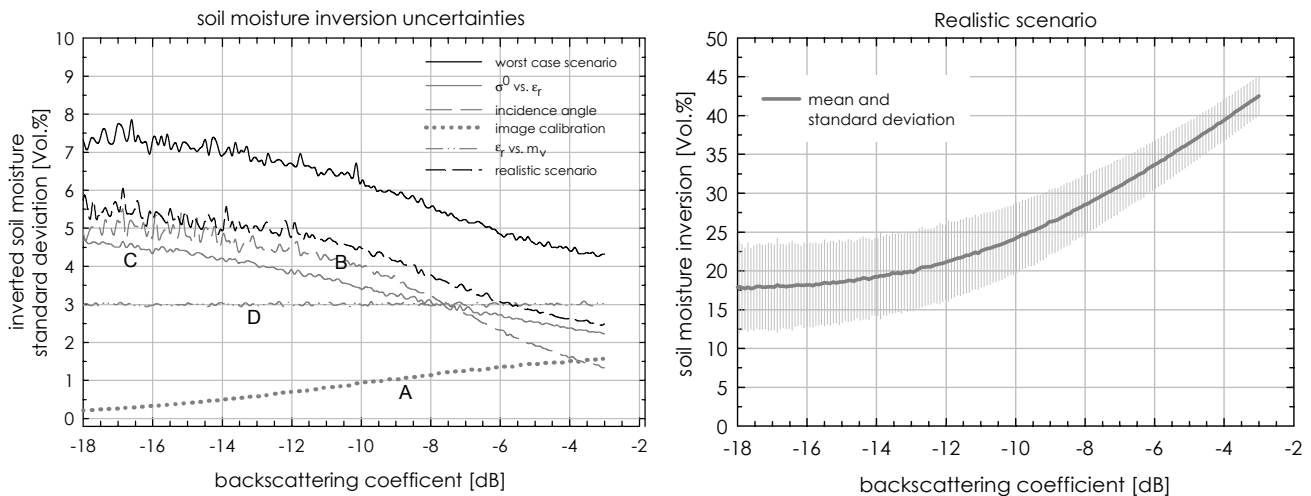 soil moisture inversion uncertainties
inverted soil moisture
standard deviation [Vol.%]
10
9
8
7
6
5
4
3
2
1
0
worst case scenario
σ⁰ vs. εr
incidence angle
image calibration
εr vs. mv
realistic scenario
C
B
D
A
-18 -16 -14 -12 -10 -8 -6 -4 -2
backscattering coefficent [dB]
Realistic scenario
soil moisture inversion [Vol.%]
50
45
40
35
30
25
20
15
10
5
0
mean and
standard deviation
-18 -16 -14 -12 -10 -8 -6 -4 -2
backscattering coefficient [dB]